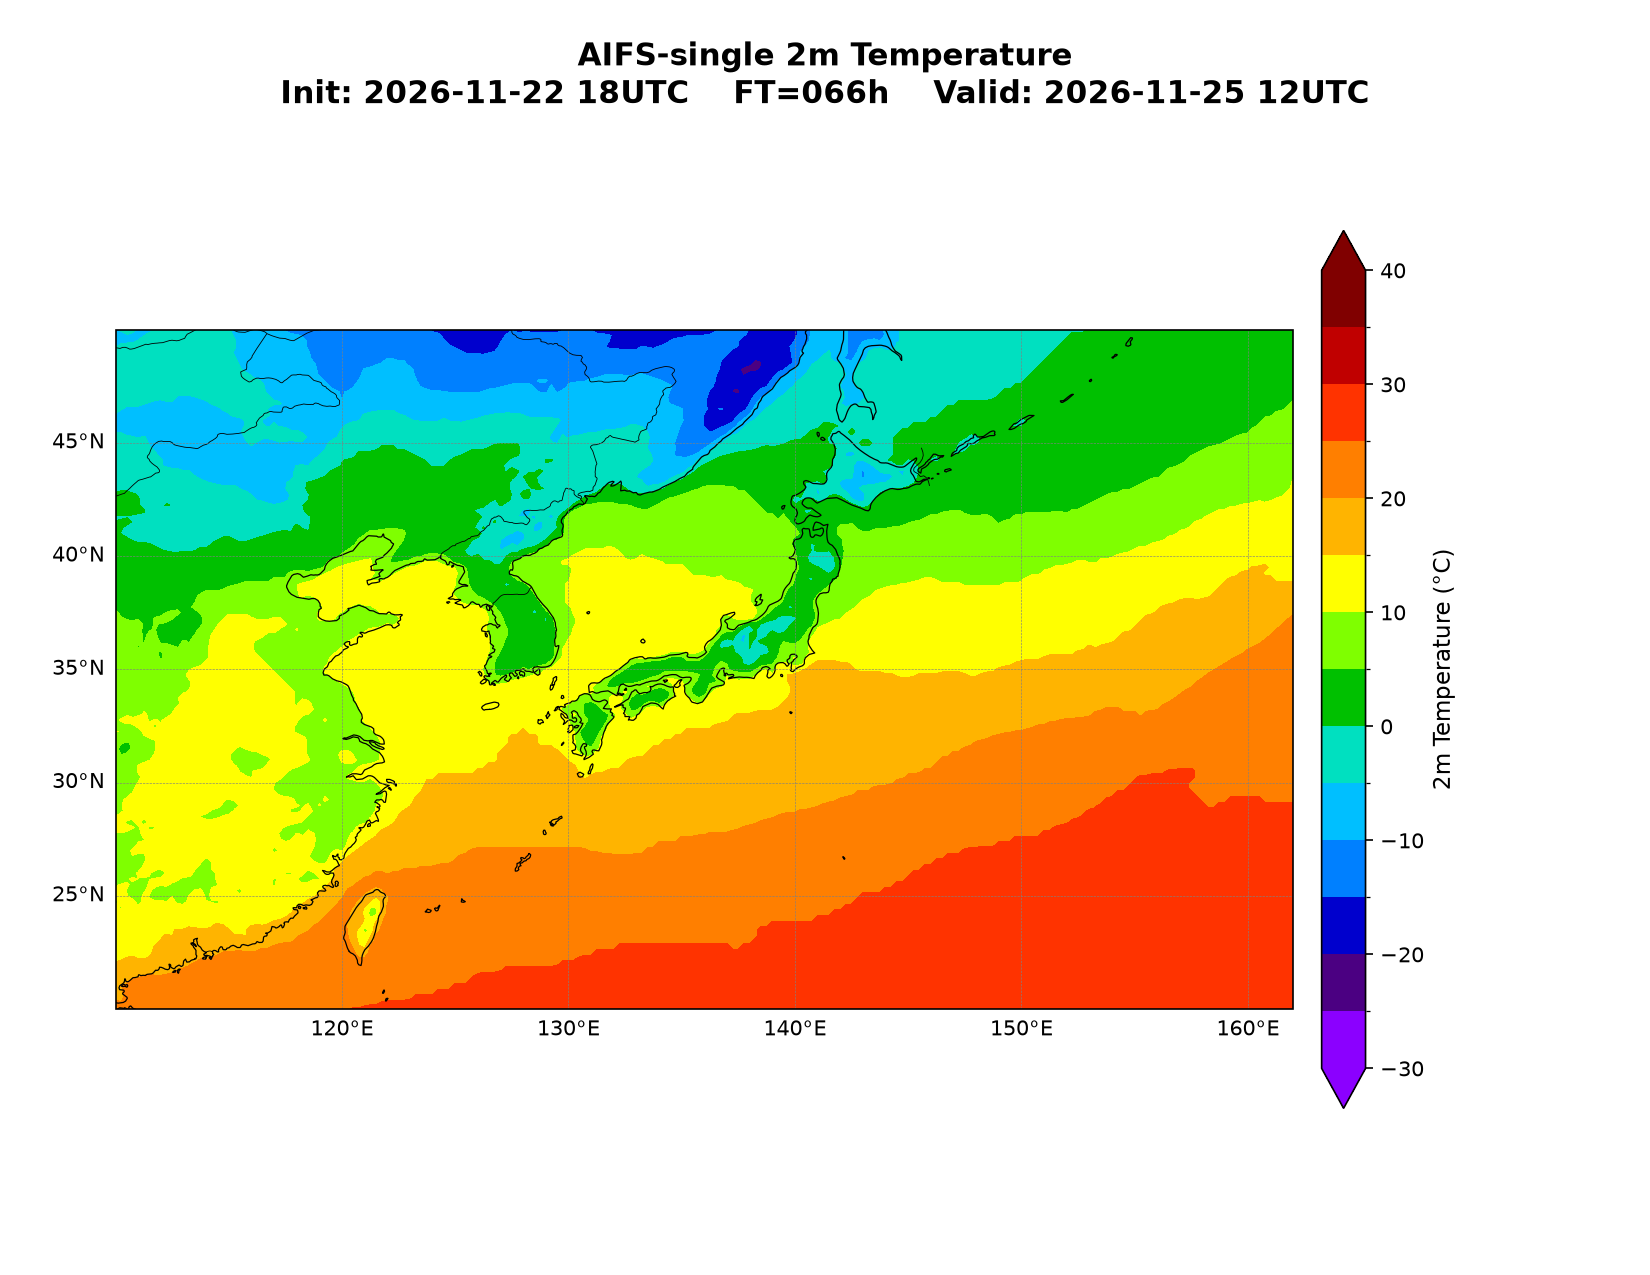 AIFS-single 2m Temperature
Init: 2026-11-22 18UTC    FT=066h    Valid: 2026-11-25 12UTC
45°N
40°N
35°N
30°N
25°N
120°E
130°E
140°E
150°E
160°E
40
30
20
10
0
−10
−20
−30
2m Temperature (°C)